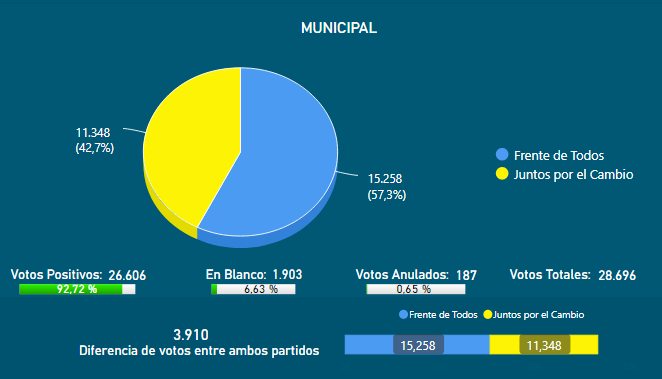 MUNICIPAL
11.348
(42,7%)
15.258
(57,3%)
Frente de Todos
Juntos por el Cambio
Votos Positivos: 26.606
92,72 %
En Blanco: 1.903
6,63 %
Votos Anulados: 187
0,65 %
Votos Totales: 28.696
3.910
Diferencia de votos entre ambos partidos
Frente de Todos Juntos por el Cambio
15,258 11,348